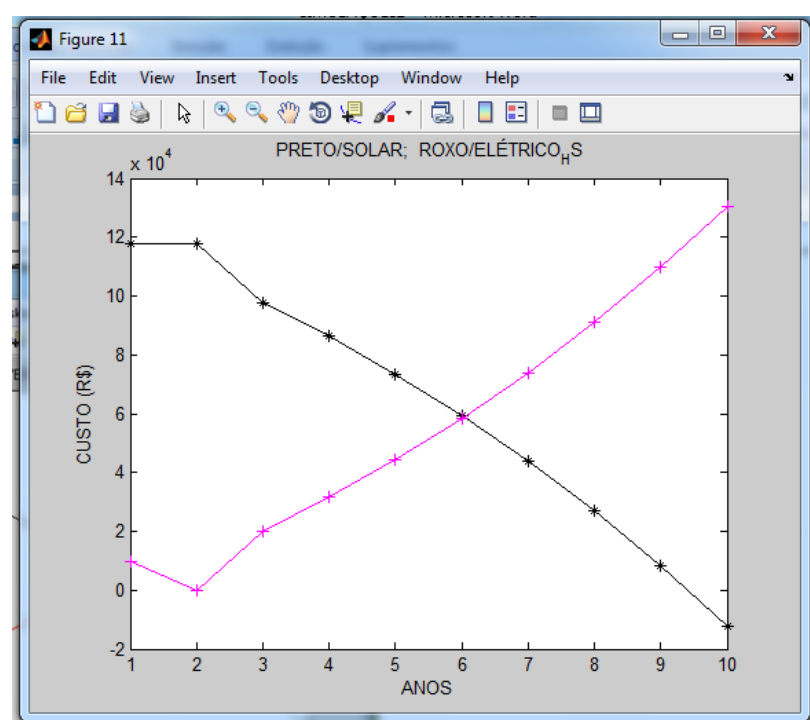 Figure 11
File Edit View Insert Tools Desktop Window Help
PRETO/SOLAR; ROXO/ELÉTRICO_HS
x 10^4
14
12
10
8
6
4
2
0
-2
CUSTO (R$)
1 2 3 4 5 6 7 8 9 10
ANOS